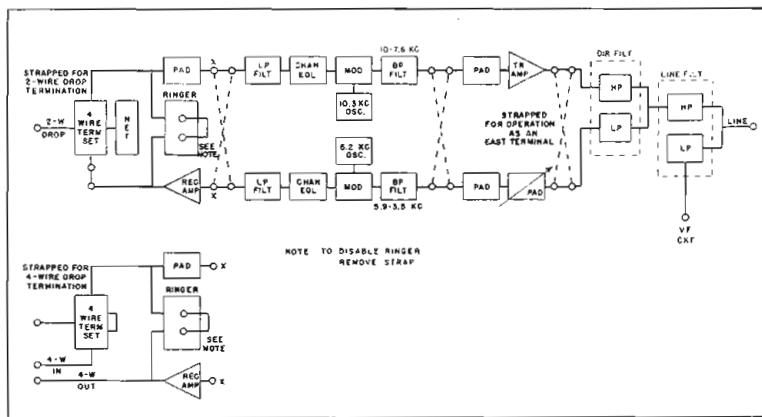 STRAPPED FOR
2-WIRE DROP
TERMINATION
2-W
DROP
4
WIRE
TERM
SET
NET
PAD
X
RINGER
SEE
NOTE
REC
AMP
X
LP
FILT
CHAN
EQL
MOD
10.3 KC
OSC.
10-7.6 KC
BP
FILT
PAD
TR
AMP
DIR FILT
HP
LP
LINE FILT
HP
LP
LINE
VF
CKT
STRAPPED
FOR OPERATION
AS AN
EAST TERMINAL
6.2 KC
OSC.
LP
FILT
CHAN
EQL
MOD
BP
FILT
5.9-3.5 KC
PAD
PAD
NOTE TO DISABLE RINGER
REMOVE STRAP
STRAPPED FOR
4-WIRE DROP
TERMINATION
4
WIRE
TERM
SET
PAD
X
RINGER
SEE
NOTE
4-W
IN
4-W
OUT
REC
AMP
X